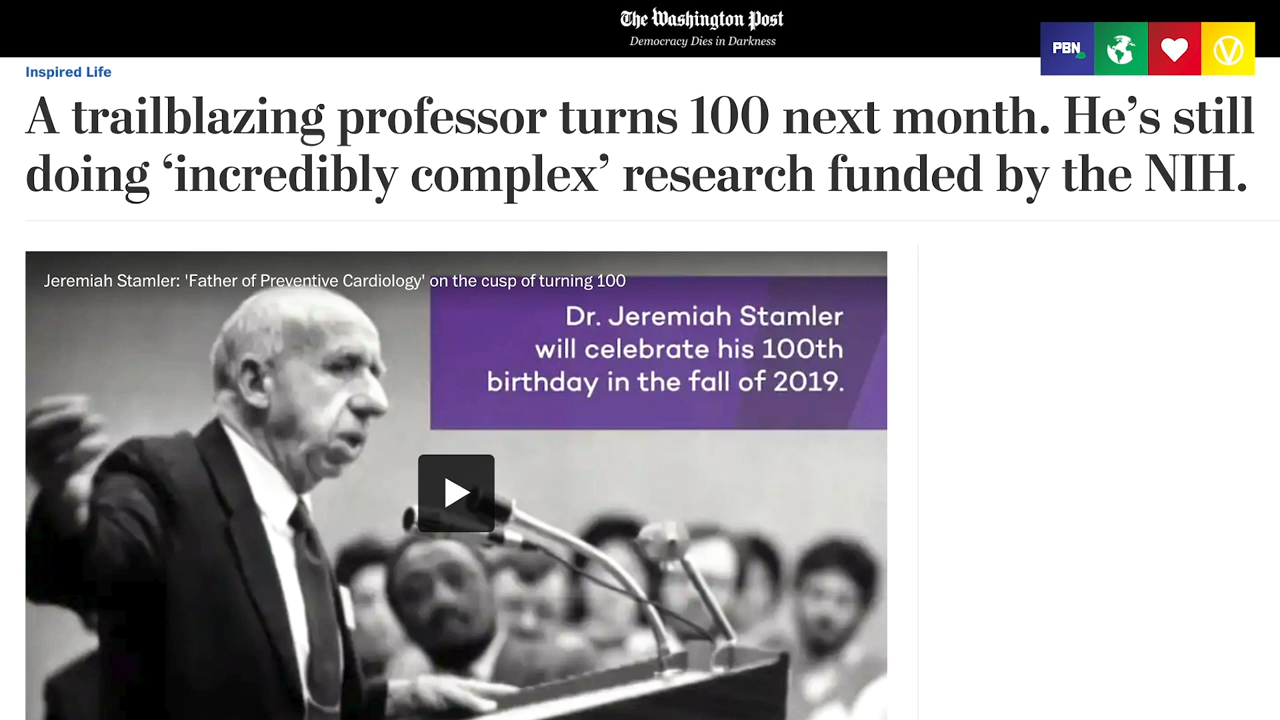 The Washington Post
Democracy Dies in Darkness
PBN
V
Inspired Life
A trailblazing professor turns 100 next month. He’s still
doing ‘incredibly complex’ research funded by the NIH.
Jeremiah Stamler: 'Father of Preventive Cardiology' on the cusp of turning 100
Dr. Jeremiah Stamler
will celebrate his 100th
birthday in the fall of 2019.